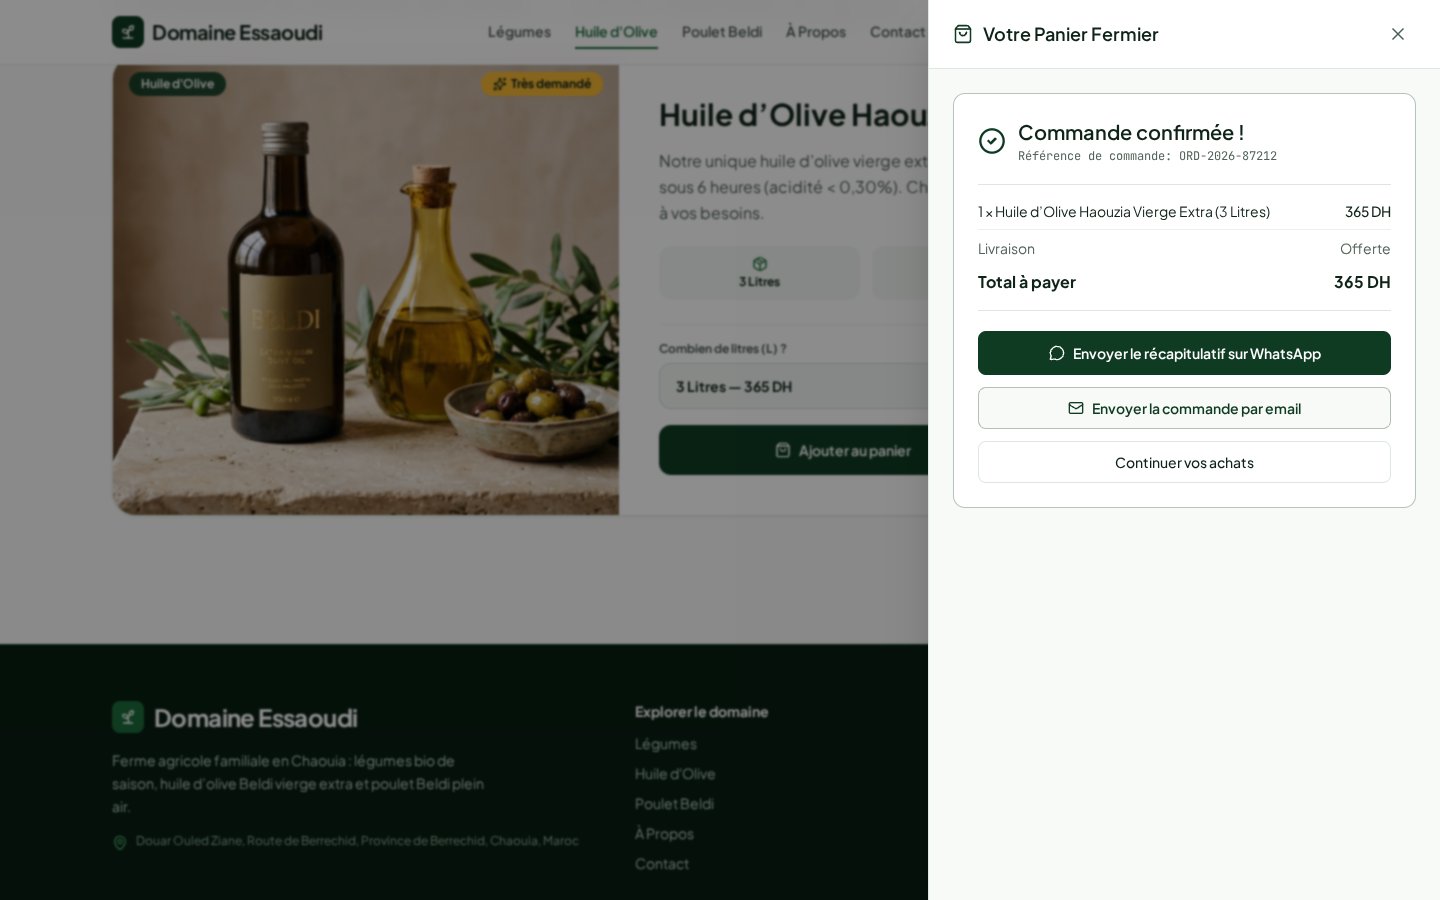 Domaine Essaoudi
Légumes
Huile d'Olive
Poulet Beldi
À Propos
Contact
Huile d'Olive
Très demandé
BELDI
Huile d’Olive Haou
Notre unique huile d’olive vierge ext
sous 6 heures (acidité < 0,30%). Ch
à vos besoins.
3 Litres
Combien de litres (L) ?
3 Litres — 365 DH
Ajouter au panier
Domaine Essaoudi
Ferme agricole familiale en Chaouia : légumes bio de
saison, huile d’olive Beldi vierge extra et poulet Beldi plein
air.
Douar Ouled Ziane, Route de Berrechid, Province de Berrechid, Chaouia, Maroc
Explorer le domaine
Légumes
Huile d'Olive
Poulet Beldi
À Propos
Contact
Votre Panier Fermier
Commande confirmée !
Référence de commande: ORD-2026-87212
1 × Huile d’Olive Haouzia Vierge Extra (3 Litres) 365 DH
Livraison Offerte
Total à payer 365 DH
Envoyer le récapitulatif sur WhatsApp
Envoyer la commande par email
Continuer vos achats